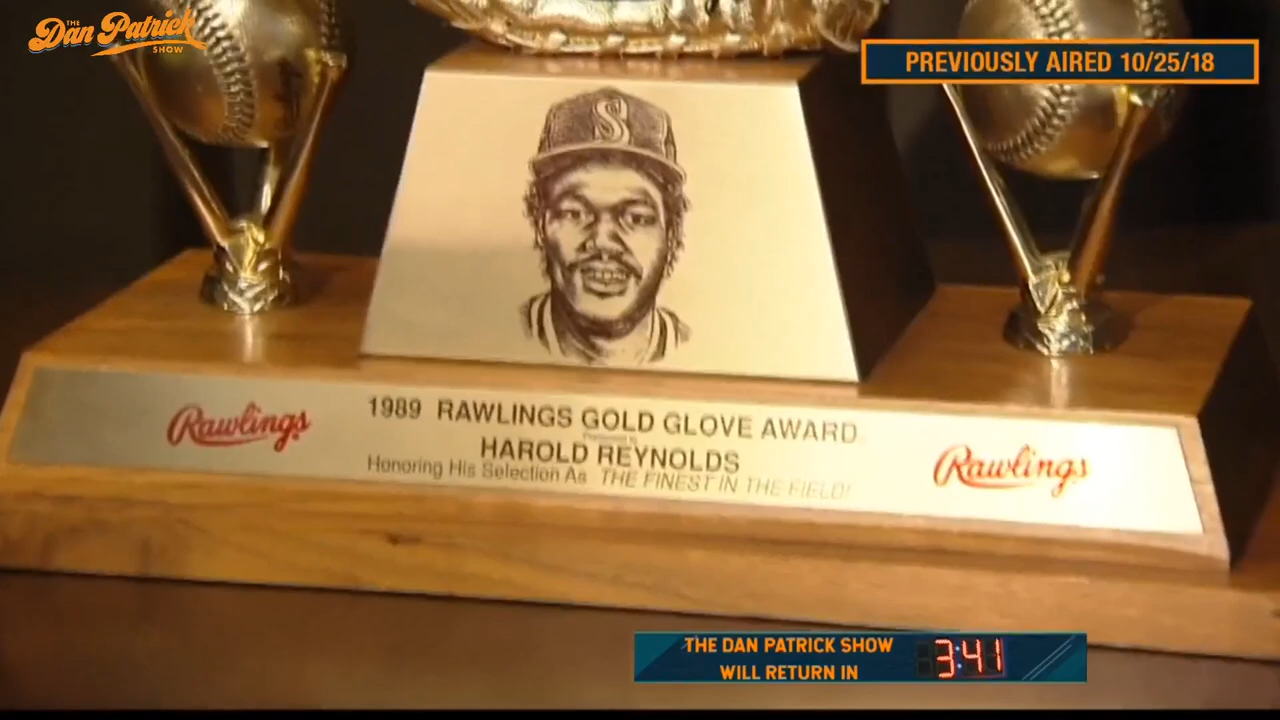 THE
Dan Patrick
SHOW
PREVIOUSLY AIRED 10/25/18
S
Rawlings
1989 RAWLINGS GOLD GLOVE AWARD
Presented to
HAROLD REYNOLDS
Honoring His Selection As THE FINEST IN THE FIELD!
Rawlings
THE DAN PATRICK SHOW
WILL RETURN IN
3:41